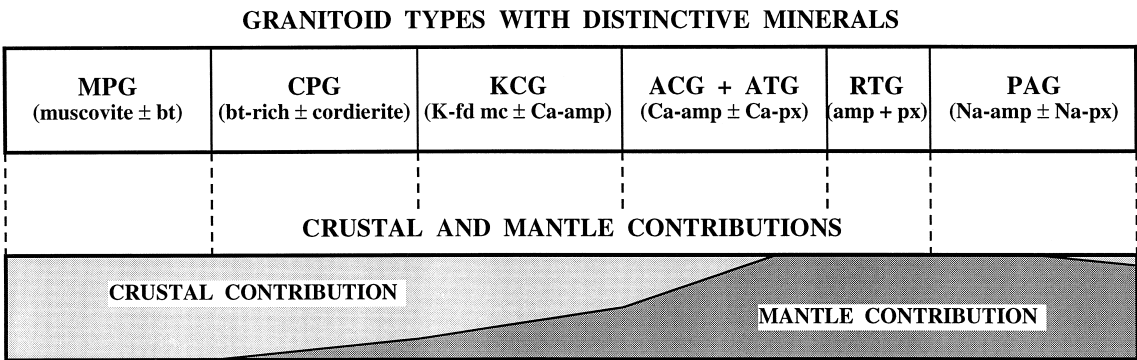 GRANITOID TYPES WITH DISTINCTIVE MINERALS
MPG
(muscovite ± bt)
CPG
(bt-rich ± cordierite)
KCG
(K-fd mc ± Ca-amp)
ACG + ATG
(Ca-amp ± Ca-px)
RTG
(amp + px)
PAG
(Na-amp ± Na-px)
CRUSTAL AND MANTLE CONTRIBUTIONS
CRUSTAL CONTRIBUTION
MANTLE CONTRIBUTION